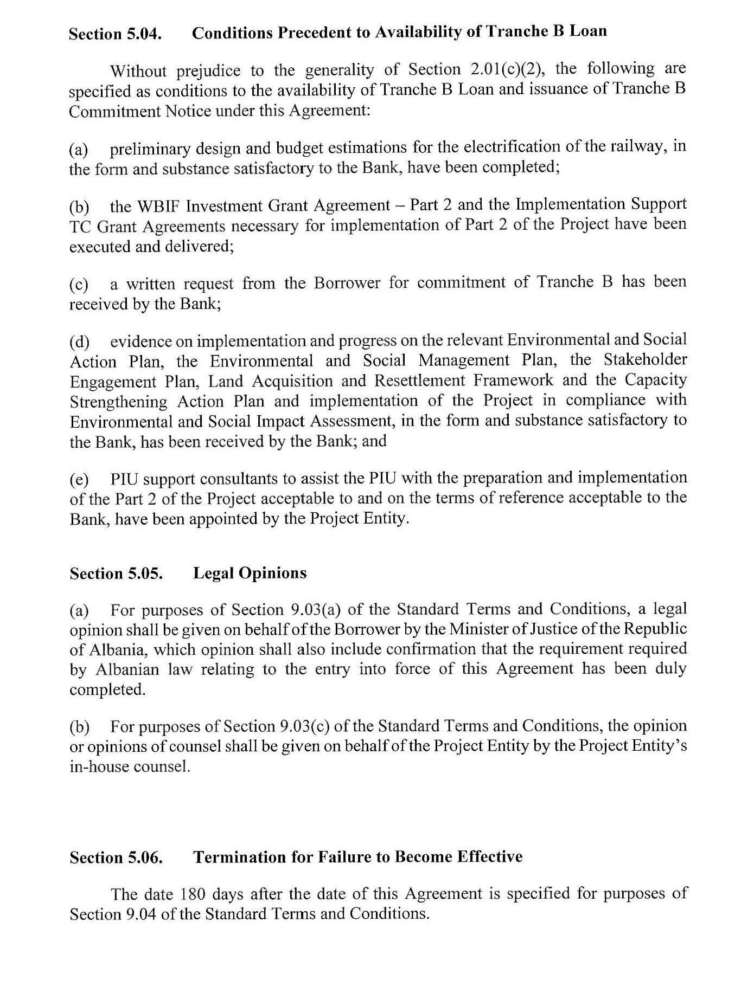 Section 5.04. Conditions Precedent to Availability of Tranche B Loan
Without prejudice to the generality of Section 2.01(c)(2), the following are
specified as conditions to the availability of Tranche B Loan and issuance of Tranche B
Commitment Notice under this Agreement:
(a) preliminary design and budget estimations for the electrification of the railway, in
the form and substance satisfactory to the Bank, have been completed;
(b) the WBIF Investment Grant Agreement – Part 2 and the Implementation Support
TC Grant Agreements necessary for implementation of Part 2 of the Project have been
executed and delivered;
(c) a written request from the Borrower for commitment of Tranche B has been
received by the Bank;
(d) evidence on implementation and progress on the relevant Environmental and Social
Action Plan, the Environmental and Social Management Plan, the Stakeholder
Engagement Plan, Land Acquisition and Resettlement Framework and the Capacity
Strengthening Action Plan and implementation of the Project in compliance with
Environmental and Social Impact Assessment, in the form and substance satisfactory to
the Bank, has been received by the Bank; and
(e) PIU support consultants to assist the PIU with the preparation and implementation
of the Part 2 of the Project acceptable to and on the terms of reference acceptable to the
Bank, have been appointed by the Project Entity.
Section 5.05. Legal Opinions
(a) For purposes of Section 9.03(a) of the Standard Terms and Conditions, a legal
opinion shall be given on behalf of the Borrower by the Minister of Justice of the Republic
of Albania, which opinion shall also include confirmation that the requirement required
by Albanian law relating to the entry into force of this Agreement has been duly
completed.
(b) For purposes of Section 9.03(c) of the Standard Terms and Conditions, the opinion
or opinions of counsel shall be given on behalf of the Project Entity by the Project Entity's
in-house counsel.
Section 5.06. Termination for Failure to Become Effective
The date 180 days after the date of this Agreement is specified for purposes of
Section 9.04 of the Standard Terms and Conditions.